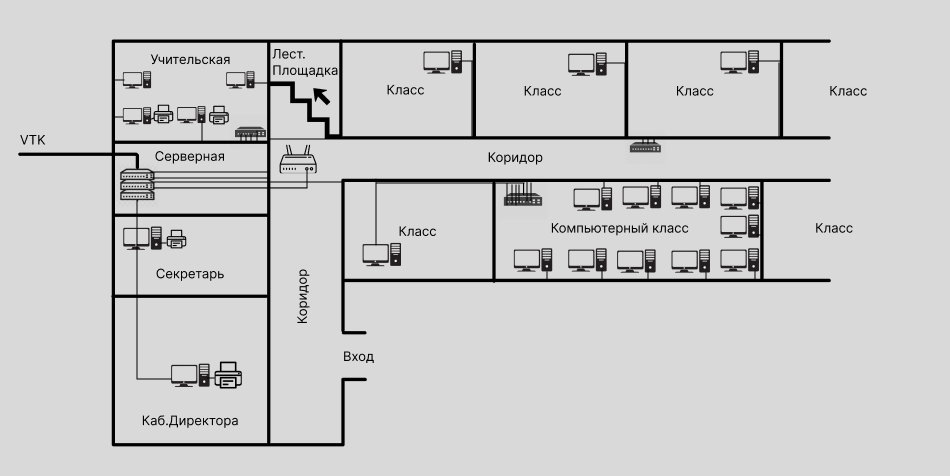 Учительская
Лест.
Площадка
Класс
Класс
Класс
Класс
VTK
Серверная
Коридор
Класс
Компьютерный класс
Класс
Секретарь
Коридор
Вход
Каб.Директора